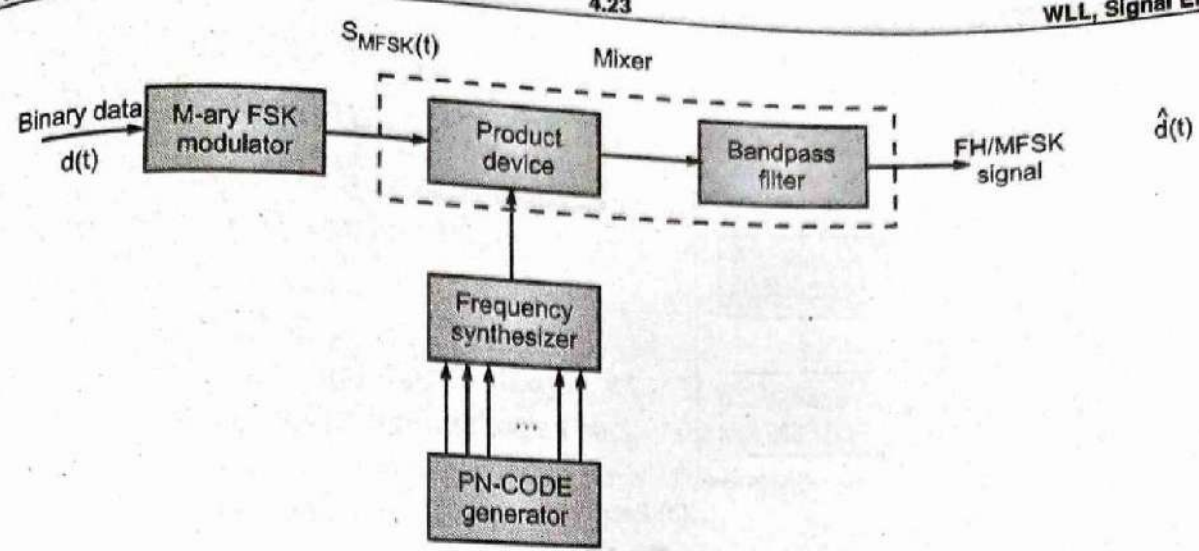 4.23
WLL, Signal
S_MFSK(t)
Mixer
Binary data
d(t)
M-ary FSK
modulator
Product
device
Bandpass
filter
FH/MFSK
signal
d̂(t)
Frequency
synthesizer
...
PN-CODE
generator